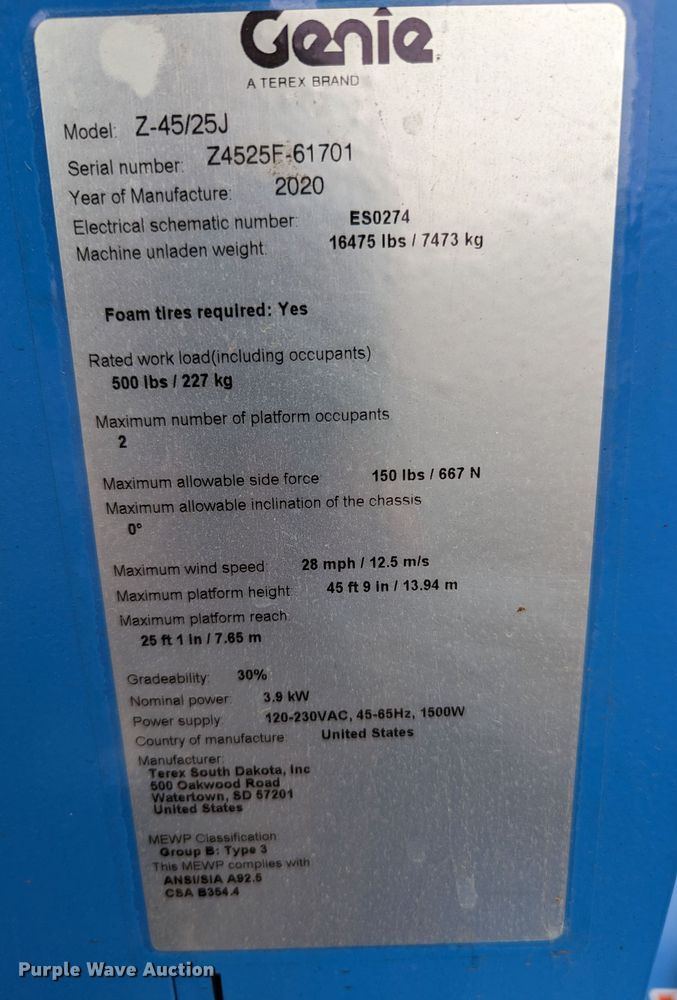 Genie
A TEREX BRAND
Model: Z-45/25J
Serial number: Z4525F-61701
Year of Manufacture: 2020
Electrical schematic number: ES0274
Machine unladen weight: 16475 lbs / 7473 kg
Foam tires required: Yes
Rated work load(including occupants)
500 lbs / 227 kg
Maximum number of platform occupants
2
Maximum allowable side force 150 lbs / 667 N
Maximum allowable inclination of the chassis
0°
Maximum wind speed: 28 mph / 12.5 m/s
Maximum platform height: 45 ft 9 in / 13.94 m
Maximum platform reach:
25 ft 1 in / 7.65 m
Gradeability: 30%
Nominal power: 3.9 kW
Power supply: 120-230VAC, 45-65Hz, 1500W
Country of manufacture: United States
Manufacturer:
Terex South Dakota, Inc
500 Oakwood Road
Watertown, SD 57201
United States
MEWP Classification
Group B: Type 3
This MEWP complies with
ANSI/SIA A92.5
CSA B354.4
Purple Wave Auction